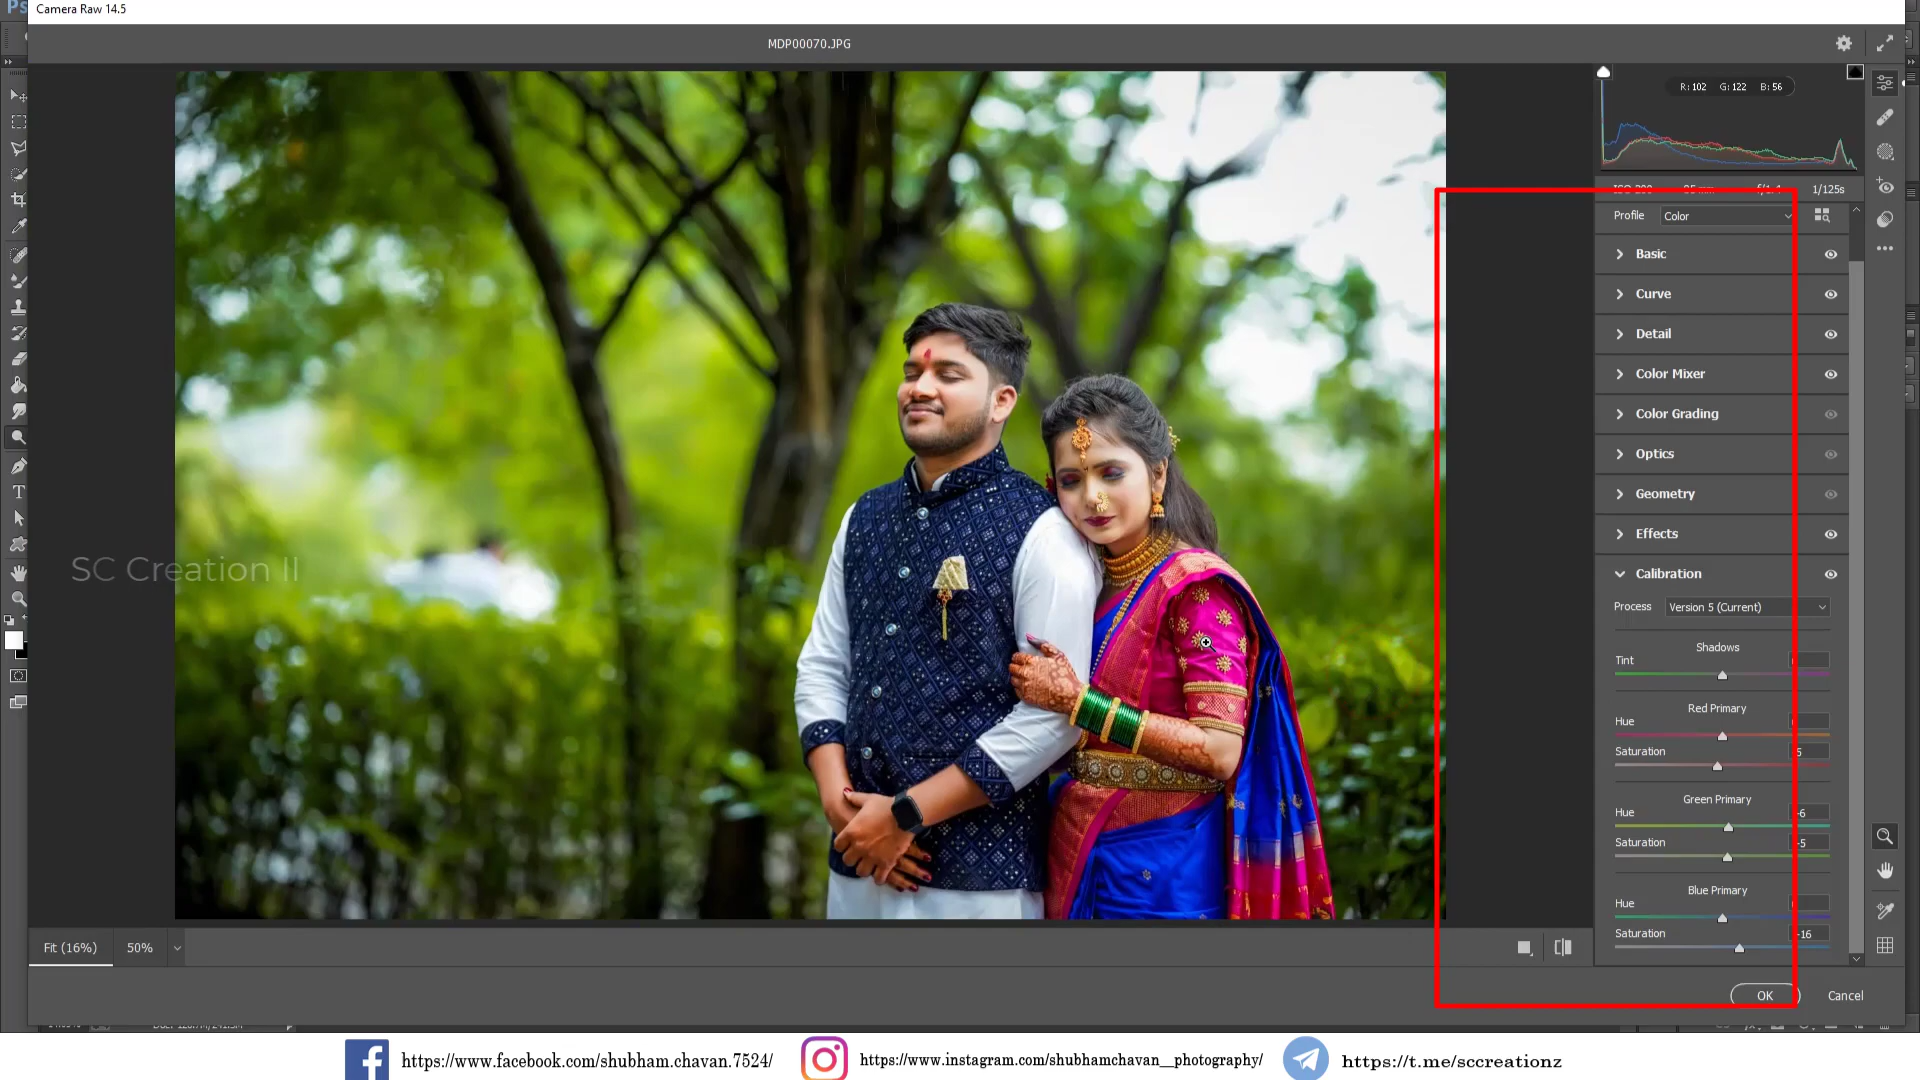 Ps
Camera Raw 14.5
MDP00070.JPG
R: 102 G: 122 B: 56
1/125s
Profile Color
Basic
Curve
Detail
Color Mixer
Color Grading
Optics
Geometry
Effects
Calibration
Process Version 5 (Current)
Shadows
Tint
Red Primary
Hue
Saturation
Green Primary
Hue
Saturation
Blue Primary
Hue
Saturation
SC Creation II
Fit (16%) 50%
OK Cancel
https://www.facebook.com/shubham.chavan.7524/
https://www.instagram.com/shubhamchavan__photography/
https://t.me/sccreationz